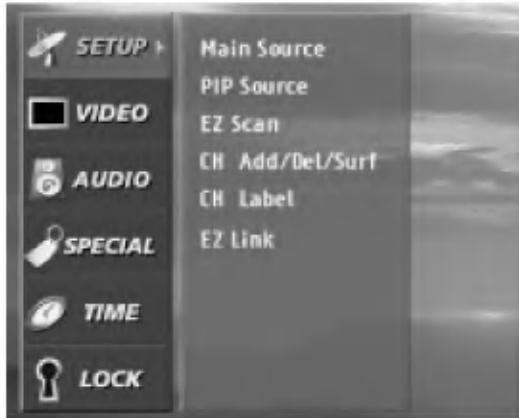 SETUP
VIDEO
AUDIO
SPECIAL
TIME
LOCK
Main Source
PIP Source
EZ Scan
CH Add/Del/Surf
CH Label
EZ Link